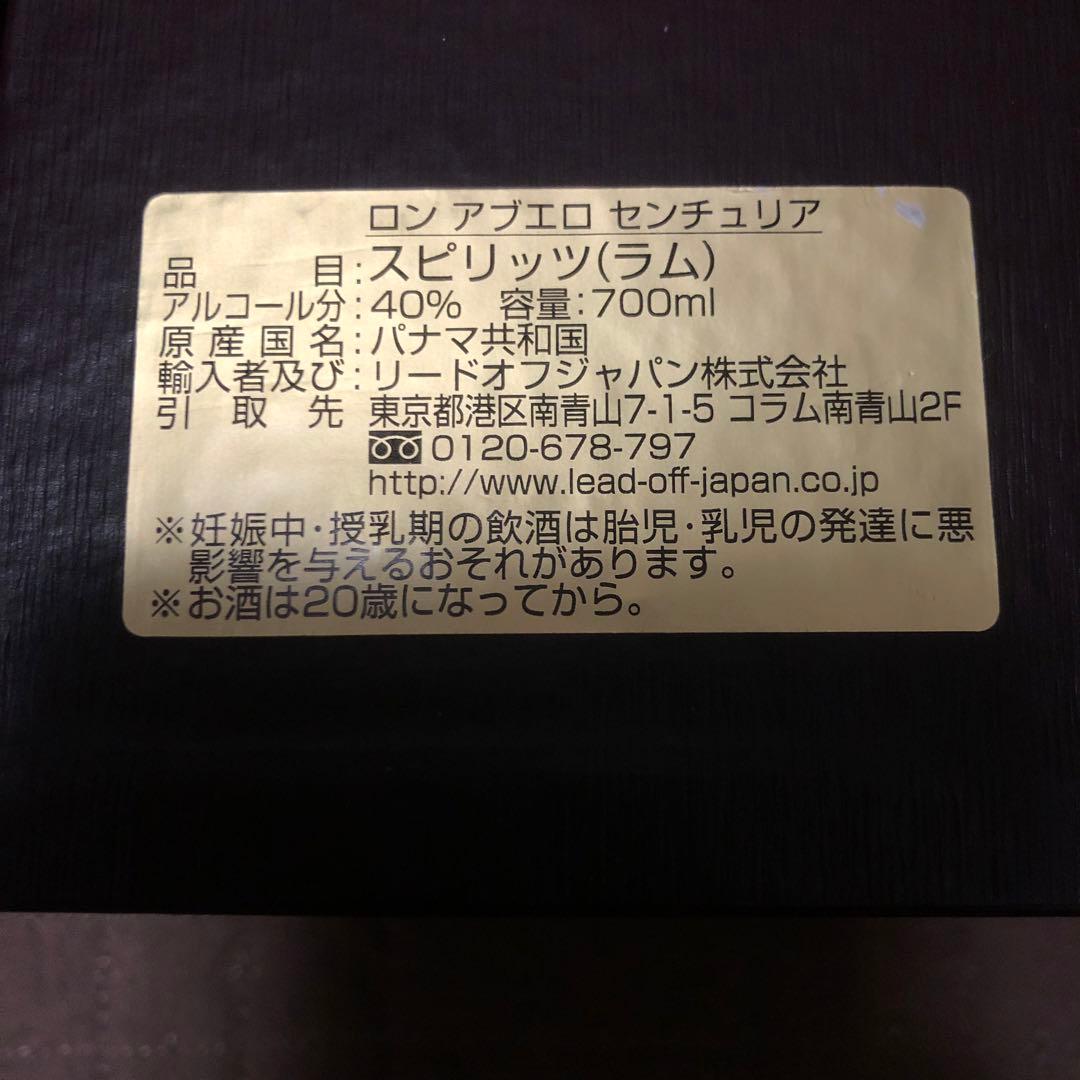 ロン アブエロ センチュリア
品目:スピリッツ(ラム)
アルコール分:40% 容量:700ml
原産国名:パナマ共和国
輸入者及び:リードオフジャパン株式会社
引取先 東京都港区南青山7-1-5 コラム南青山2F
0120-678-797
http://www.lead-off-japan.co.jp
※妊娠中・授乳期の飲酒は胎児・乳児の発達に悪
影響を与えるおそれがあります。
※お酒は20歳になってから。